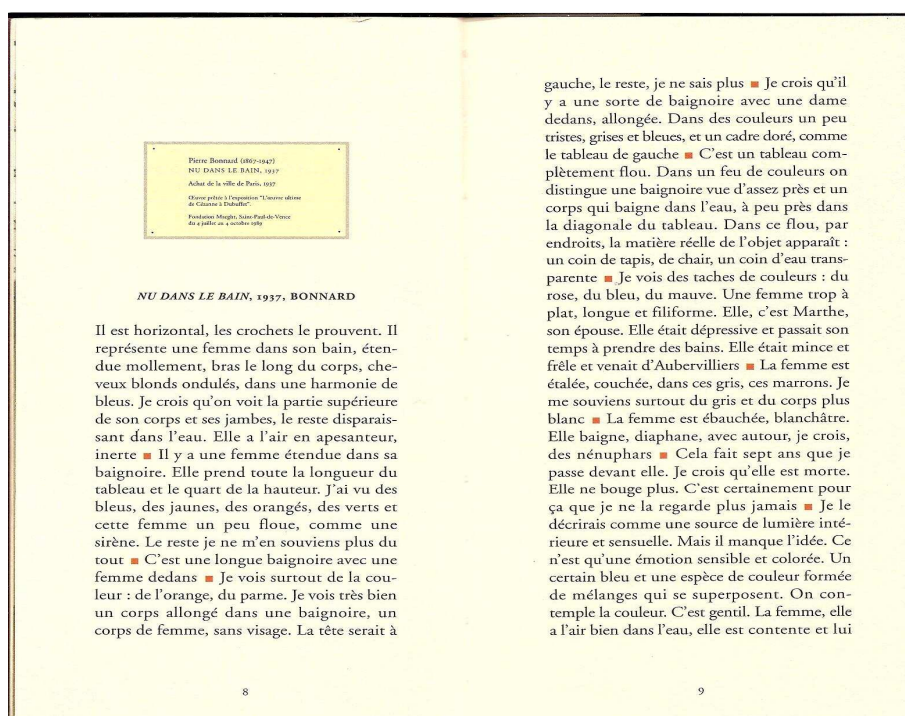 Pierre Bonnard (1867-1947)
NU DANS LE BAIN, 1937
Achat de la ville de Paris, 1937
Œuvre prêtée à l'exposition "L'œuvre ultime
de Cézanne à Dubuffet".
Fondation Maeght, Saint-Paul-de-Vence
du 4 juillet au 4 octobre 1989
NU DANS LE BAIN, 1937, BONNARD
Il est horizontal, les crochets le prouvent. Il
représente une femme dans son bain, éten-
due mollement, bras le long du corps, che-
veux blonds ondulés, dans une harmonie de
bleus. Je crois qu'on voit la partie supérieure
de son corps et ses jambes, le reste disparais-
sant dans l'eau. Elle a l'air en apesanteur,
inerte ■ Il y a une femme étendue dans sa
baignoire. Elle prend toute la longueur du
tableau et le quart de la hauteur. J'ai vu des
bleus, des jaunes, des orangés, des verts et
cette femme un peu floue, comme une
sirène. Le reste je ne m'en souviens plus du
tout ■ C'est une longue baignoire avec une
femme dedans ■ Je vois surtout de la cou-
leur : de l'orange, du parme. Je vois très bien
un corps allongé dans une baignoire, un
corps de femme, sans visage. La tête serait à
8
gauche, le reste, je ne sais plus ■ Je crois qu'il
y a une sorte de baignoire avec une dame
dedans, allongée. Dans des couleurs un peu
tristes, grises et bleues, et un cadre doré, comme
le tableau de gauche ■ C'est un tableau com-
plètement flou. Dans un feu de couleurs on
distingue une baignoire vue d'assez près et un
corps qui baigne dans l'eau, à peu près dans
la diagonale du tableau. Dans ce flou, par
endroits, la matière réelle de l'objet apparaît :
un coin de tapis, de chair, un coin d'eau trans-
parente ■ Je vois des taches de couleurs : du
rose, du bleu, du mauve. Une femme trop à
plat, longue et filiforme. Elle, c'est Marthe,
son épouse. Elle était dépressive et passait son
temps à prendre des bains. Elle était mince et
frêle et venait d'Aubervilliers ■ La femme est
étalée, couchée, dans ces gris, ces marrons. Je
me souviens surtout du gris et du corps plus
blanc ■ La femme est ébauchée, blanchâtre.
Elle baigne, diaphane, avec autour, je crois,
des nénuphars ■ Cela fait sept ans que je
passe devant elle. Je crois qu'elle est morte.
Elle ne bouge plus. C'est certainement pour
ça que je ne la regarde plus jamais ■ Je le
décrirais comme une source de lumière inté-
rieure et sensuelle. Mais il manque l'idée. Ce
n'est qu'une émotion sensible et colorée. Un
certain bleu et une espèce de couleur formée
de mélanges qui se superposent. On con-
temple la couleur. C'est gentil. La femme, elle
a l'air bien dans l'eau, elle est contente et lui
9